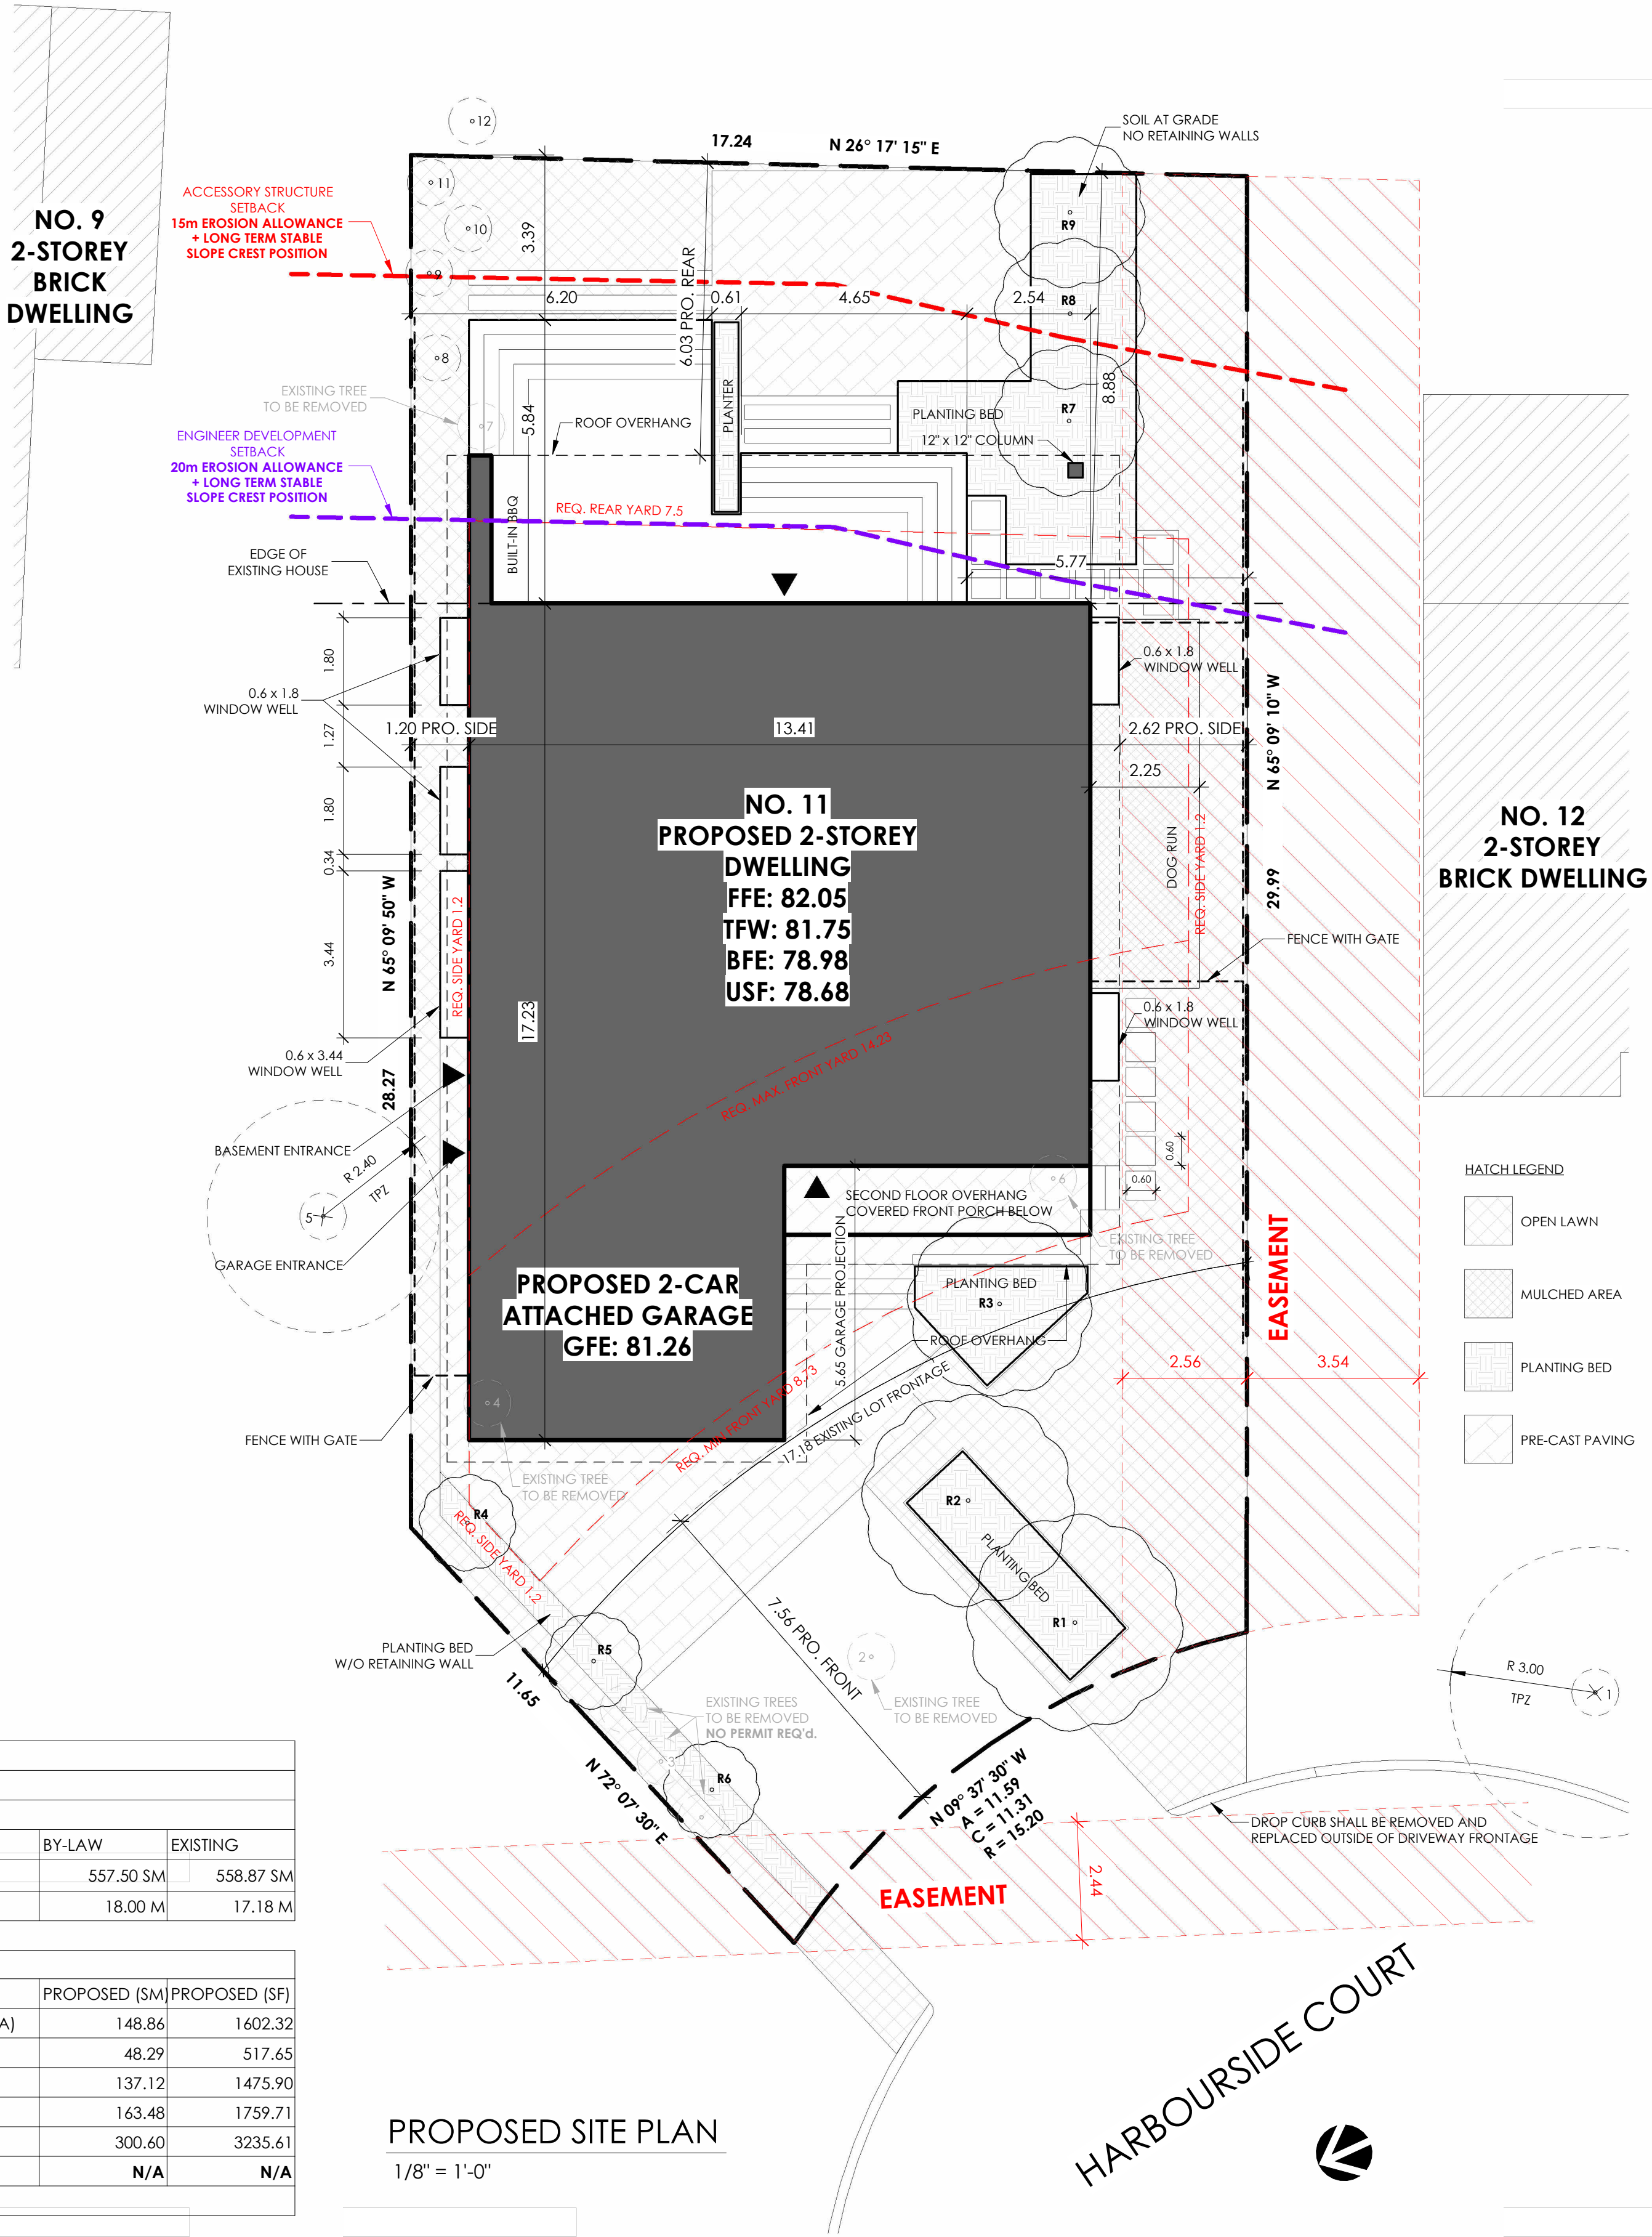 SOIL AT GRADE
NO RETAINING WALLS
12
17.24
N 26° 17' 15" E
11
ACCESSORY STRUCTURE
SETBACK
15m EROSION ALLOWANCE
+ LONG TERM STABLE
SLOPE CREST POSITION
NO. 9
2-STOREY
BRICK
DWELLING
10
9
3.39
6.03 PRO. REAR
R9
R8
6.20
0.61
4.65
2.54
8
EXISTING TREE
TO BE REMOVED
7
5.84
ROOF OVERHANG
PLANTER
PLANTING BED
12" x 12" COLUMN
R7
8.88
ENGINEER DEVELOPMENT
SETBACK
20m EROSION ALLOWANCE
+ LONG TERM STABLE
SLOPE CREST POSITION
BUILT-IN BBQ
REQ. REAR YARD 7.5
EDGE OF
EXISTING HOUSE
5.77
1.80
0.6 x 1.8
WINDOW WELL
0.6 x 1.8
WINDOW WELL
N 65° 09' 10" W
1.27
1.20 PRO. SIDE
13.41
2.62 PRO. SIDE
2.25
1.80
NO. 11
PROPOSED 2-STOREY
DWELLING
FFE: 82.05
TFW: 81.75
BFE: 78.98
USF: 78.68
NO. 12
2-STOREY
BRICK DWELLING
0.34
DOG RUN
REQ. SIDE YARD 1.2
29.99
N 65° 09' 50" W
REQ. SIDE YARD 1.2
3.44
FENCE WITH GATE
17.23
0.6 x 1.8
WINDOW WELL
0.6 x 3.44
WINDOW WELL
28.27
REQ. MAX. FRONT YARD 14.23
BASEMENT ENTRANCE
R 2.40
TPZ
5
GARAGE ENTRANCE
0.60
0.60
6
SECOND FLOOR OVERHANG
COVERED FRONT PORCH BELOW
EXISTING TREE
TO BE REMOVED
EASEMENT
HATCH LEGEND
OPEN LAWN
MULCHED AREA
PLANTING BED
PRE-CAST PAVING
PROPOSED 2-CAR
ATTACHED GARAGE
GFE: 81.26
5.65 GARAGE PROJECTION
PLANTING BED
R3
ROOF OVERHANG
2.56
3.54
REQ. MIN FRONT YARD 8.73
17.18 EXISTING LOT FRONTAGE
4
FENCE WITH GATE
EXISTING TREE
TO BE REMOVED
R4
REQ. SIDE YARD 1.2
R2
PLANTING BED
R1
7.56 PRO. FRONT
PLANTING BED
W/O RETAINING WALL
R5
11.65
2
EXISTING TREE
TO BE REMOVED
EXISTING TREES
TO BE REMOVED
NO PERMIT REQ'd.
R 3.00
TPZ
1
3
R6
N 72° 07' 30" E
N 09° 37' 30" W
A = 11.59
C = 11.31
R = 15.20
DROP CURB SHALL BE REMOVED AND
REPLACED OUTSIDE OF DRIVEWAY FRONTAGE
2.44
EASEMENT
BY-LAW EXISTING
557.50 SM 558.87 SM
18.00 M 17.18 M
PROPOSED (SM) PROPOSED (SF)
A) 148.86 1602.32
48.29 517.65
137.12 1475.90
163.48 1759.71
300.60 3235.61
N/A N/A
HARBOURSIDE COURT
PROPOSED SITE PLAN
1/8" = 1'-0"